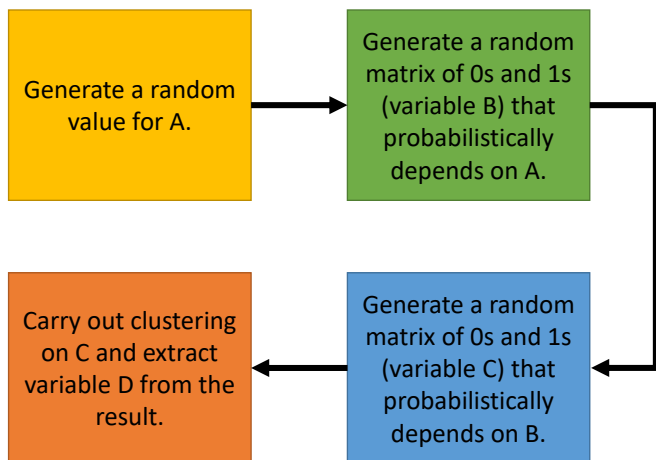 Generate a random
value for A.
Generate a random
matrix of 0s and 1s
(variable B) that
probabilistically
depends on A.
Generate a random
matrix of 0s and 1s
(variable C) that
probabilistically
depends on B.
Carry out clustering
on C and extract
variable D from the
result.